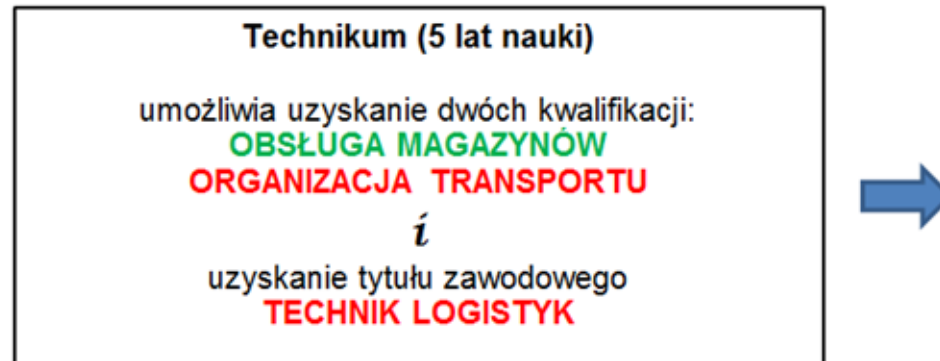 Technikum (5 lat nauki)
umożliwia uzyskanie dwóch kwalifikacji:
OBSŁUGA MAGAZYNÓW
ORGANIZACJA TRANSPORTU
i
uzyskanie tytułu zawodowego
TECHNIK LOGISTYK